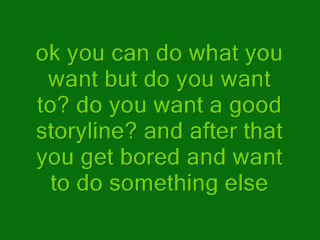 ok you can do what you
want but do you want
to? do you want a good
storyline? and after that
you get bored and want
to do something else